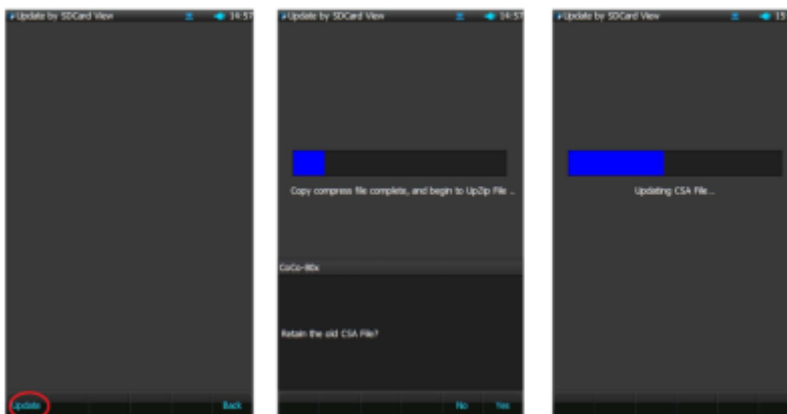 Update by SDCard View 14:57
Update Back
Update by SDCard View 14:57
Copy compress file complete, and begin to UpZip File ..
CoCo-80x
Retain the old CSA File?
No Yes
Update by SDCard View 15
Updating CSA File...